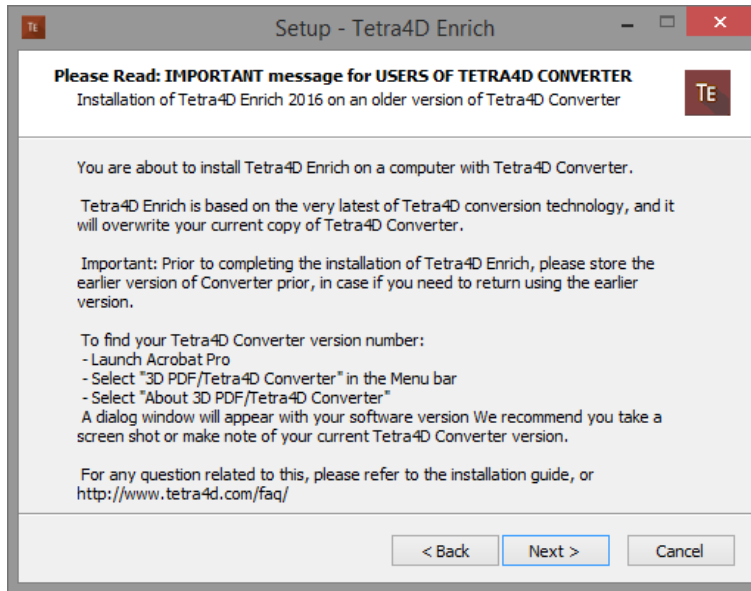 TE
Setup - Tetra4D Enrich
Please Read: IMPORTANT message for USERS OF TETRA4D CONVERTER
Installation of Tetra4D Enrich 2016 on an older version of Tetra4D Converter
TE
You are about to install Tetra4D Enrich on a computer with Tetra4D Converter.
Tetra4D Enrich is based on the very latest of Tetra4D conversion technology, and it
will overwrite your current copy of Tetra4D Converter.
Important: Prior to completing the installation of Tetra4D Enrich, please store the
earlier version of Converter prior, in case if you need to return using the earlier
version.
To find your Tetra4D Converter version number:
- Launch Acrobat Pro
- Select "3D PDF/Tetra4D Converter" in the Menu bar
- Select "About 3D PDF/Tetra4D Converter"
A dialog window will appear with your software version We recommend you take a
screen shot or make note of your current Tetra4D Converter version.
For any question related to this, please refer to the installation guide, or
http://www.tetra4d.com/faq/
< Back
Next >
Cancel